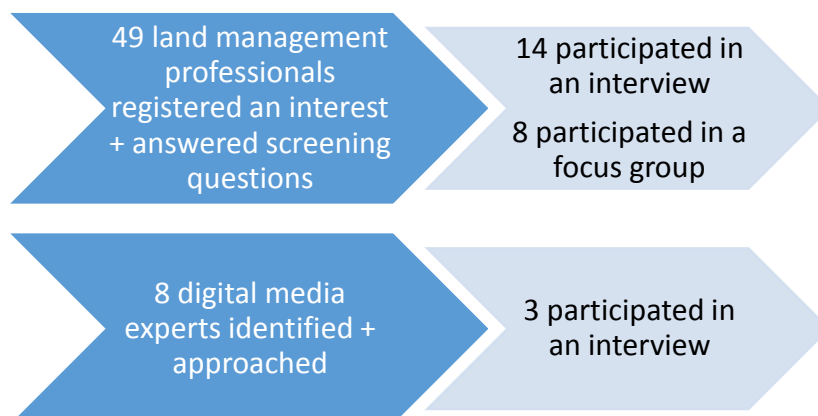 49 land management
professionals
registered an interest
+ answered screening
questions
14 participated in
an interview
8 participated in a
focus group
8 digital media
experts identified +
approached
3 participated in
an interview